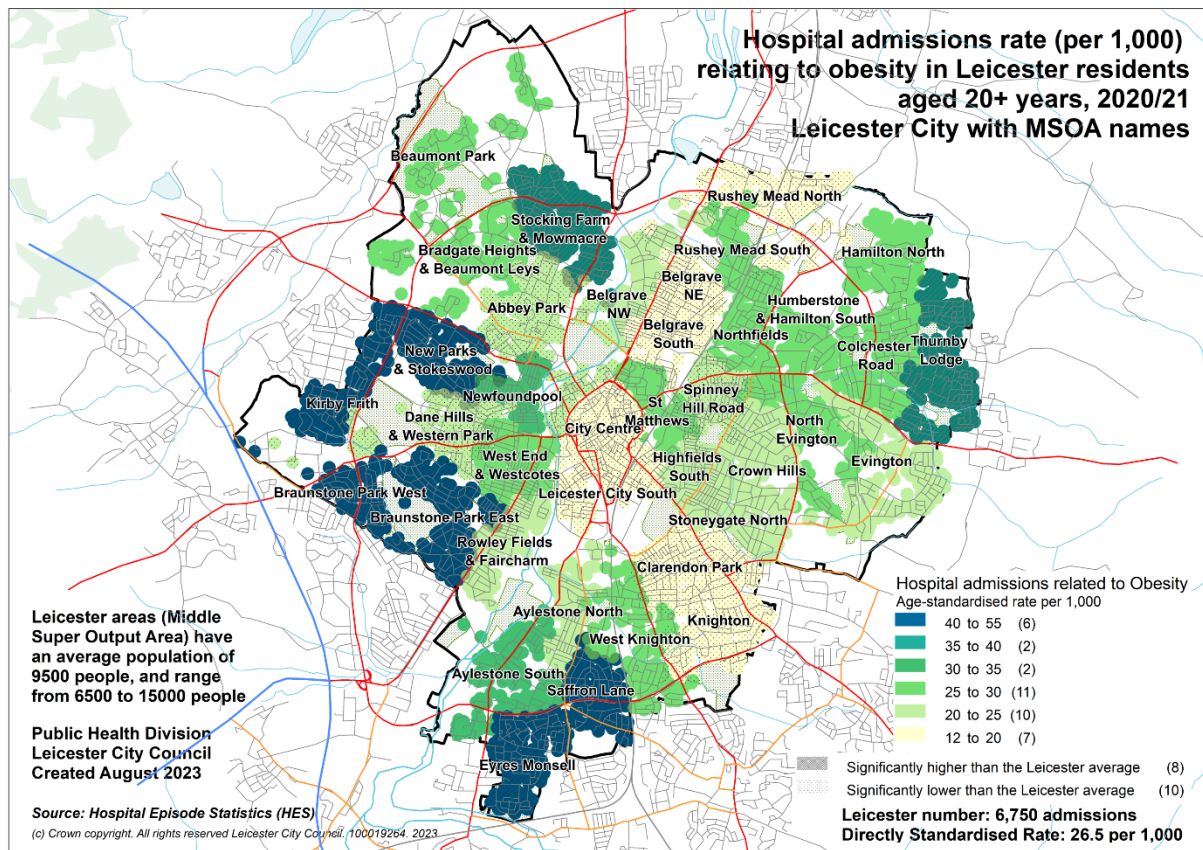 Hospital admissions rate (per 1,000)
relating to obesity in Leicester residents
aged 20+ years, 2020/21
Leicester City with MSOA names
Beaumont Park
Rushey Mead North
Stocking Farm
& Mowmacre
Bradgate Heights
& Beaumont Leys
Rushey Mead South
Hamilton North
Belgrave
NE
Abbey Park
Belgrave
NW
Humberstone
& Hamilton South
Belgrave
South
Northfields
Colchester
Road
Thurnby
Lodge
New Parks
& Stokeswood
Kirby Frith
Newfoundpool
Dane Hills
& Western Park
St
Matthews
Spinney
Hill Road
City Centre
North
Evington
West End
& Westcotes
Highfields
South
Crown Hills
Evington
Braunstone Park West
Leicester City South
Braunstone Park East
Stoneygate North
Rowley Fields
& Faircharm
Clarendon Park
Aylestone North
Knighton
West Knighton
Aylestone South
Saffron Lane
Eyres Monsell
Leicester areas (Middle
Super Output Area) have
an average population of
9500 people, and range
from 6500 to 15000 people
Public Health Division
Leicester City Council
Created August 2023
Source: Hospital Episode Statistics (HES)
(c) Crown copyright. All rights reserved Leicester City Council. 100019264. 2023
Hospital admissions related to Obesity
Age-standardised rate per 1,000
40 to 55 (6)
35 to 40 (2)
30 to 35 (2)
25 to 30 (11)
20 to 25 (10)
12 to 20 (7)
Significantly higher than the Leicester average (8)
Significantly lower than the Leicester average (10)
Leicester number: 6,750 admissions
Directly Standardised Rate: 26.5 per 1,000